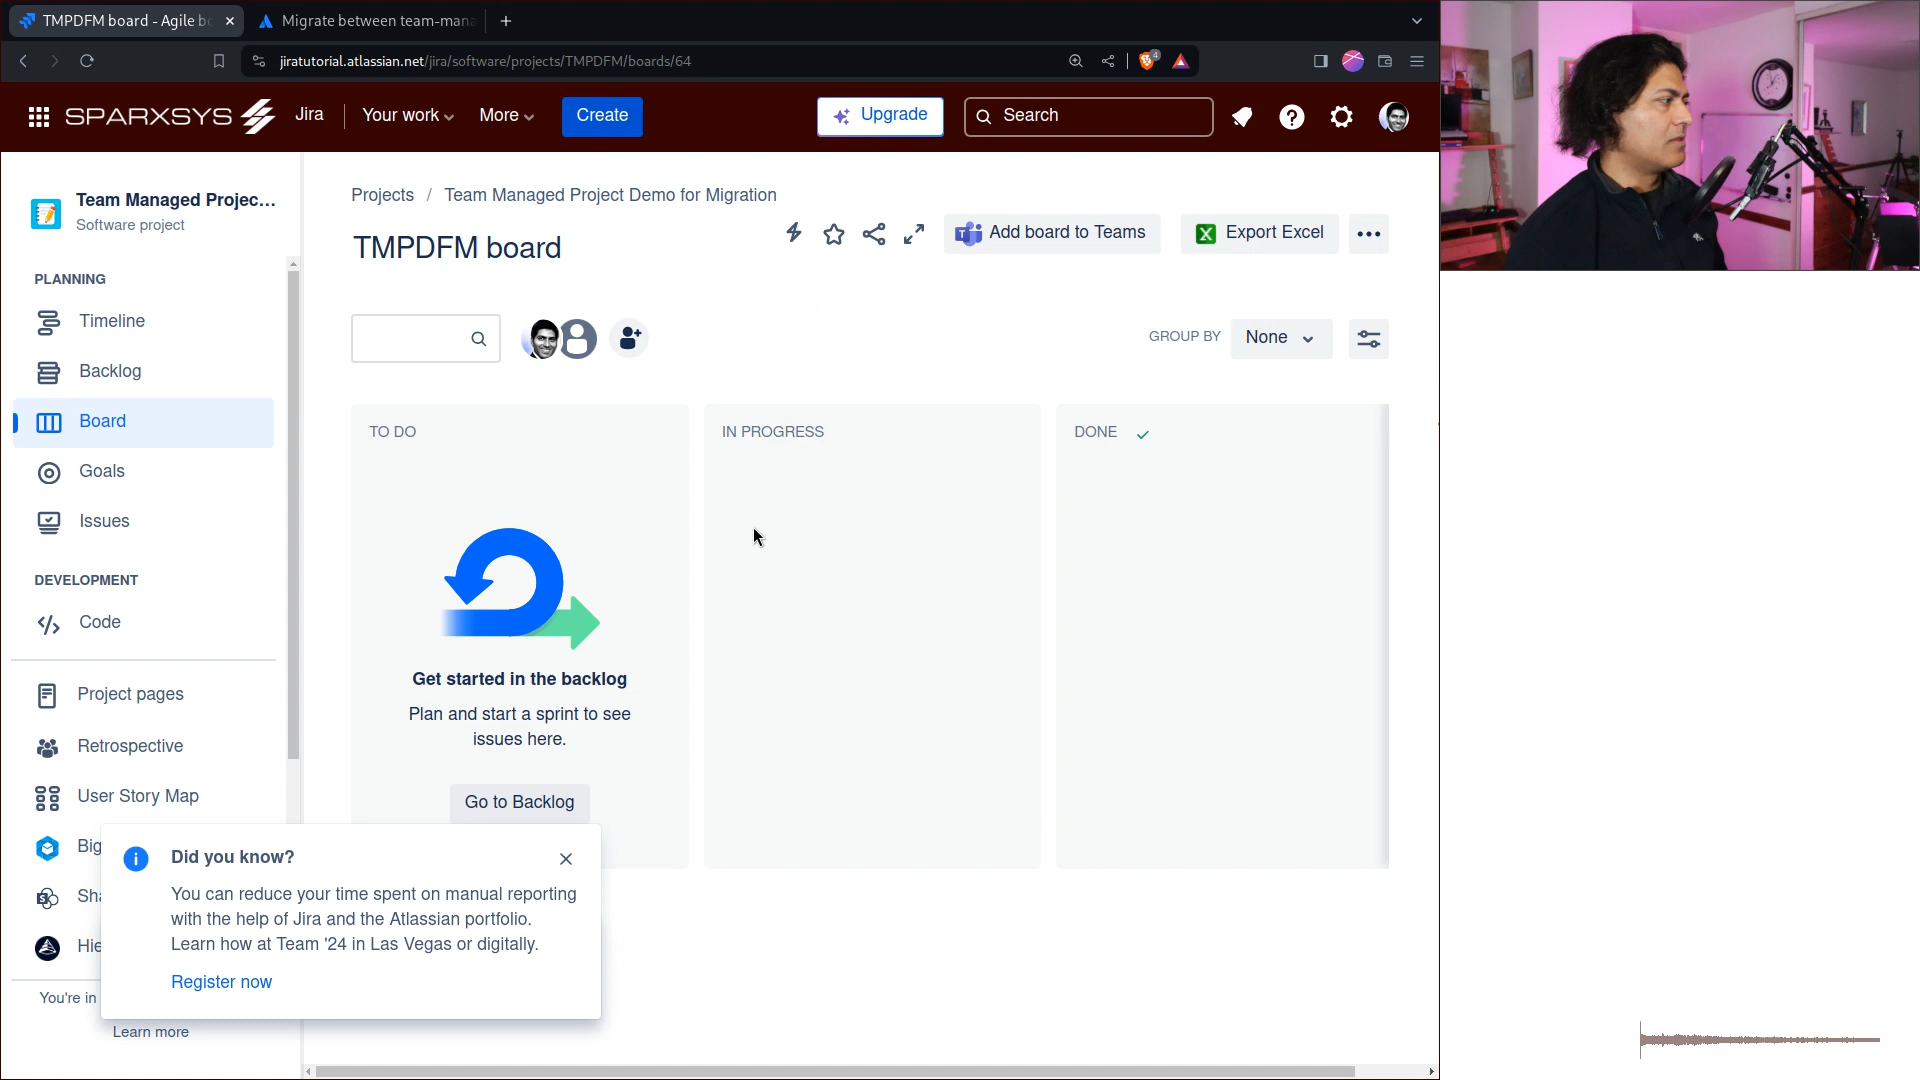 TMPDFM board - Agile b
Migrate between team-mana
jiratutorial.atlassian.net/jira/software/projects/TMPDFM/boards/64
4
SPARXSYS
Jira
Your work
More
Create
Upgrade
Search
Team Managed Projec...
Software project
PLANNING
Timeline
Backlog
Board
Goals
Issues
DEVELOPMENT
Code
Project pages
Retrospective
User Story Map
Big
Sha
Hie
You're in
Learn more
Projects / Team Managed Project Demo for Migration
TMPDFM board
Add board to Teams
Export Excel
GROUP BY
None
TO DO
IN PROGRESS
DONE
Get started in the backlog
Plan and start a sprint to see
issues here.
Go to Backlog
Did you know?
You can reduce your time spent on manual reporting
with the help of Jira and the Atlassian portfolio.
Learn how at Team '24 in Las Vegas or digitally.
Register now